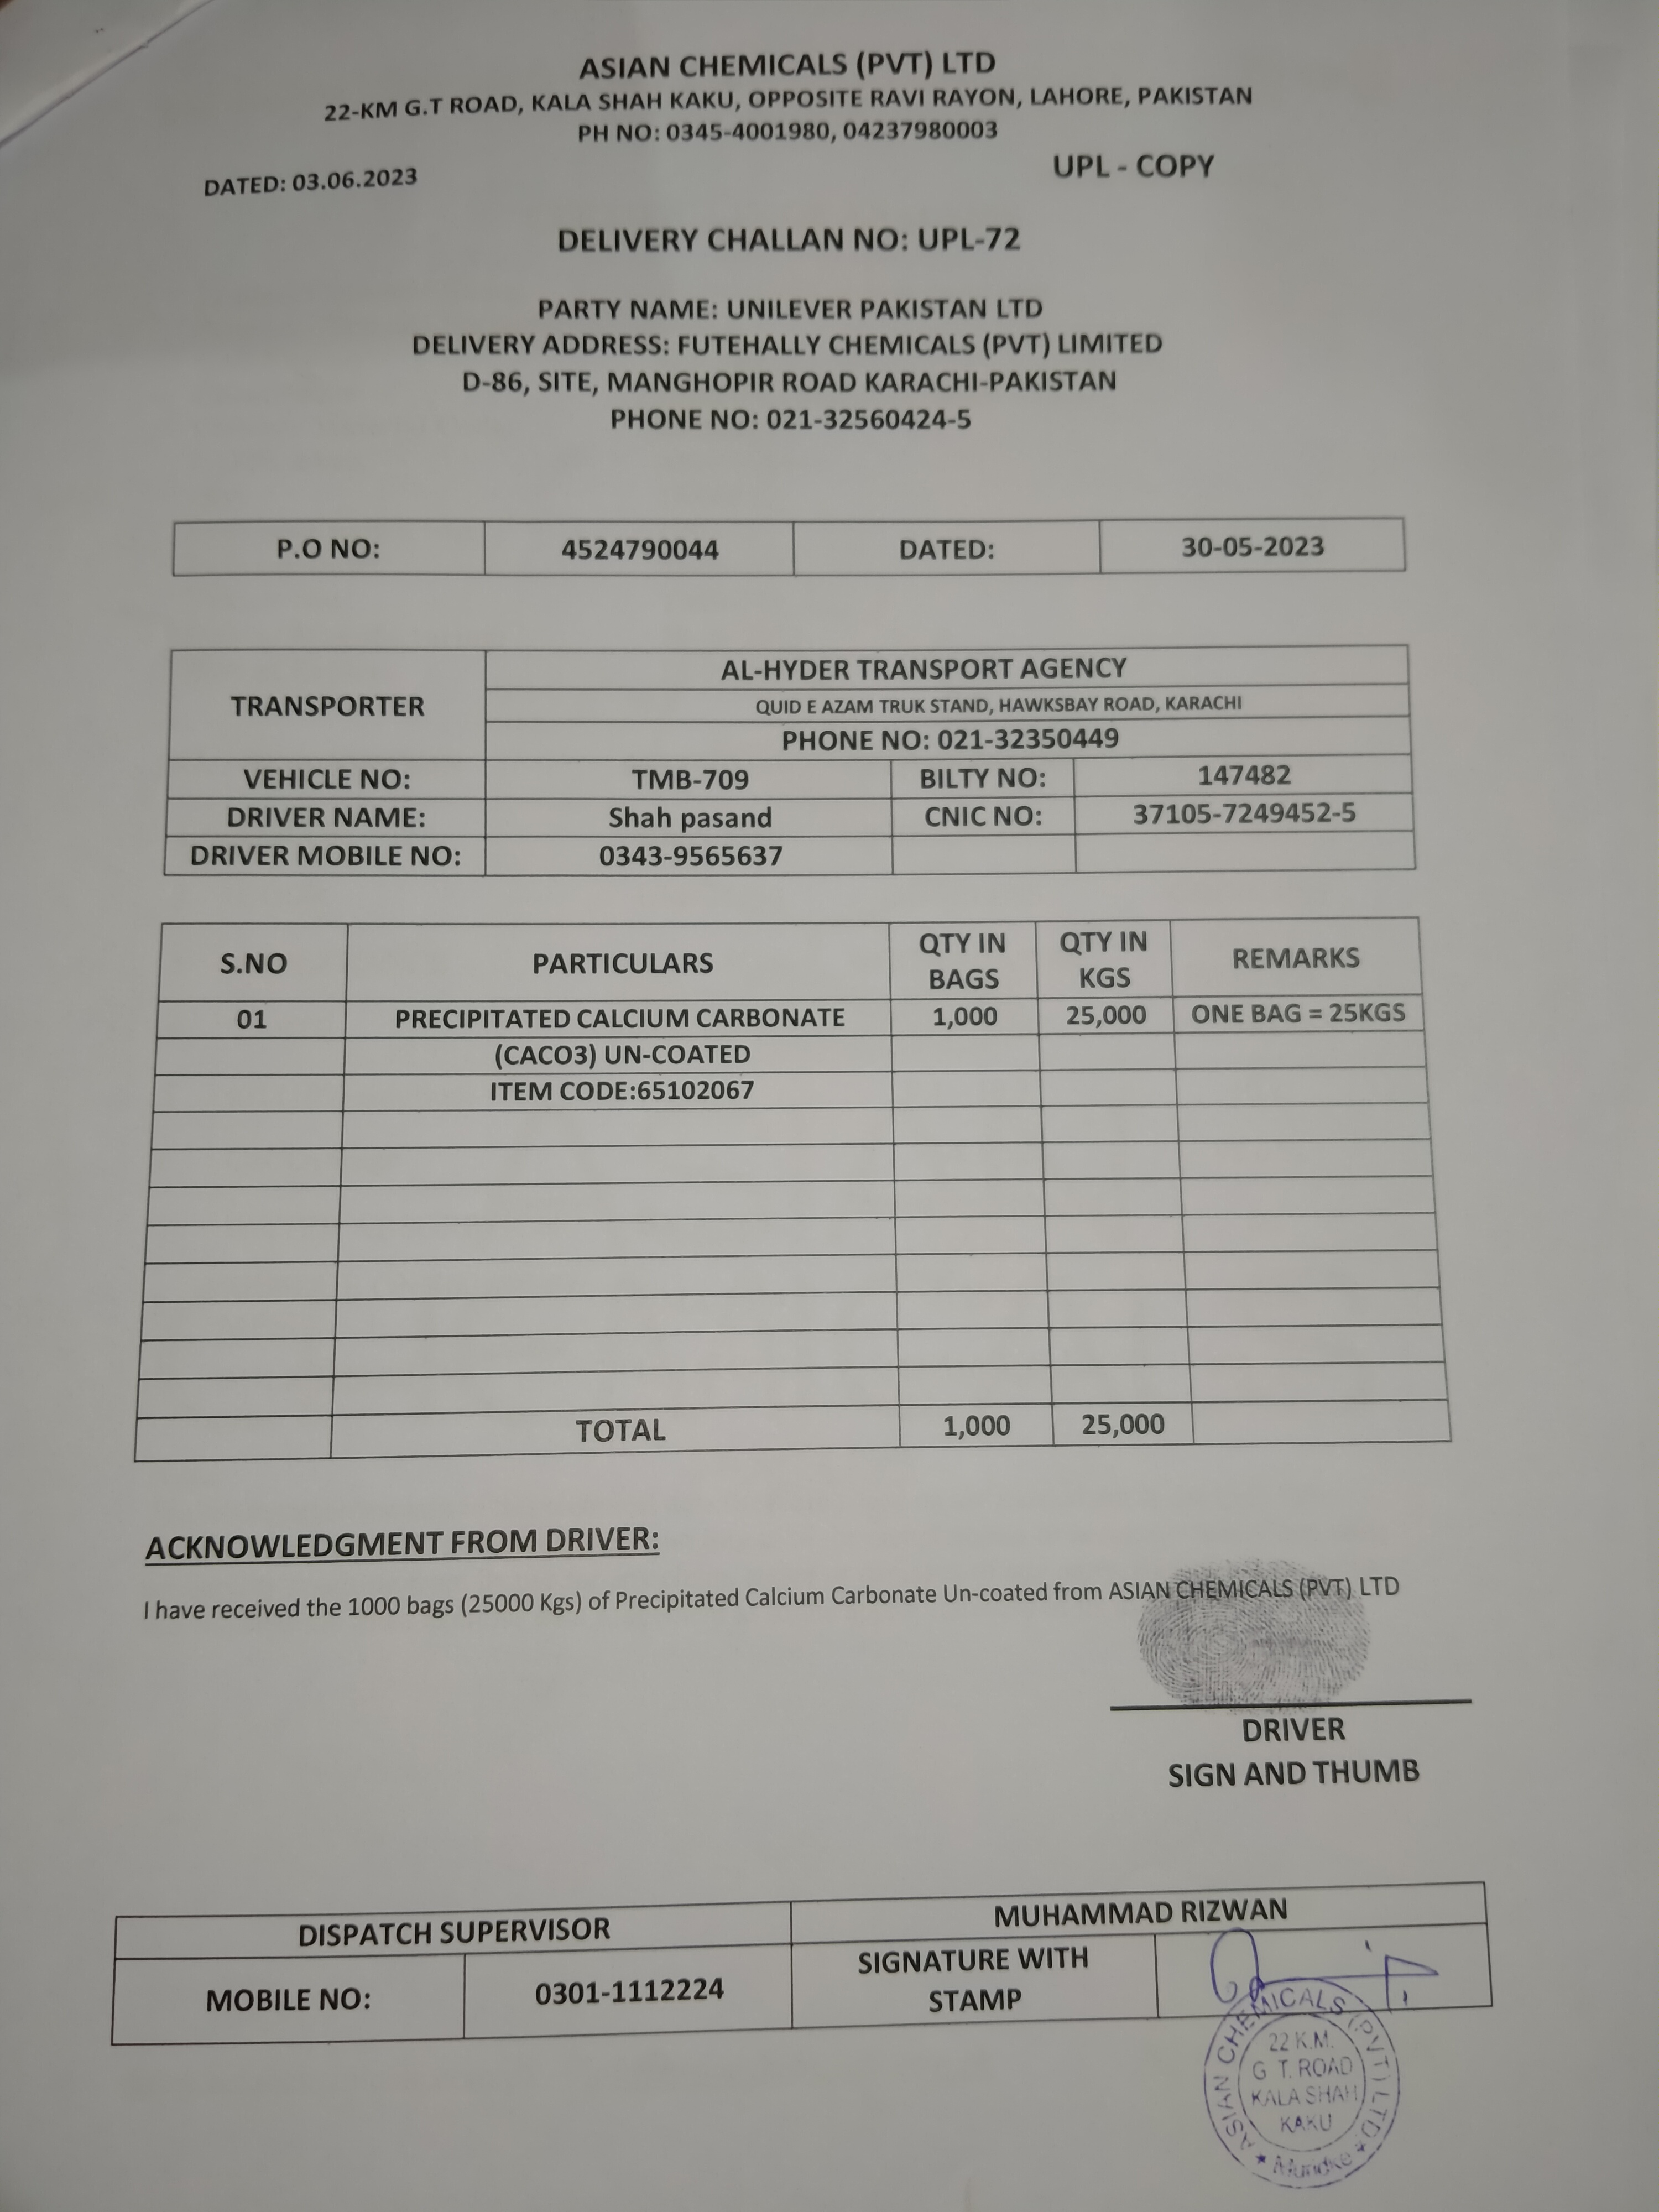 ASIAN CHEMICALS (PVT) LTD
22-KM G.T ROAD, KALA SHAH KAKU, OPPOSITE RAVI RAYON, LAHORE, PAKISTAN
PH NO: 0345-4001980, 04237980003
DATED: 03.06.2023 UPL - COPY
DELIVERY CHALLAN NO: UPL-72
PARTY NAME: UNILEVER PAKISTAN LTD
DELIVERY ADDRESS: FUTEHALLY CHEMICALS (PVT) LIMITED
D-86, SITE, MANGHOPIR ROAD KARACHI-PAKISTAN
PHONE NO: 021-32560424-5
P.O NO: 4524790044 DATED: 30-05-2023
TRANSPORTER
AL-HYDER TRANSPORT AGENCY
QUID E AZAM TRUK STAND, HAWKSBAY ROAD, KARACHI
PHONE NO: 021-32350449
VEHICLE NO: TMB-709 BILTY NO: 147482
DRIVER NAME: Shah pasand CNIC NO: 37105-7249452-5
DRIVER MOBILE NO: 0343-9565637
S.NO PARTICULARS QTY IN BAGS QTY IN KGS REMARKS
01 PRECIPITATED CALCIUM CARBONATE 1,000 25,000 ONE BAG = 25KGS
(CACO3) UN-COATED
ITEM CODE:65102067
TOTAL 1,000 25,000
ACKNOWLEDGMENT FROM DRIVER:
I have received the 1000 bags (25000 Kgs) of Precipitated Calcium Carbonate Un-coated from ASIAN CHEMICALS (PVT) LTD
DRIVER
SIGN AND THUMB
DISPATCH SUPERVISOR MUHAMMAD RIZWAN
MOBILE NO: 0301-1112224 SIGNATURE WITH STAMP
ASIAN CHEMICALS (PVT) LTD.
22 K.M.
G T. ROAD
KALA SHAH
KAKU